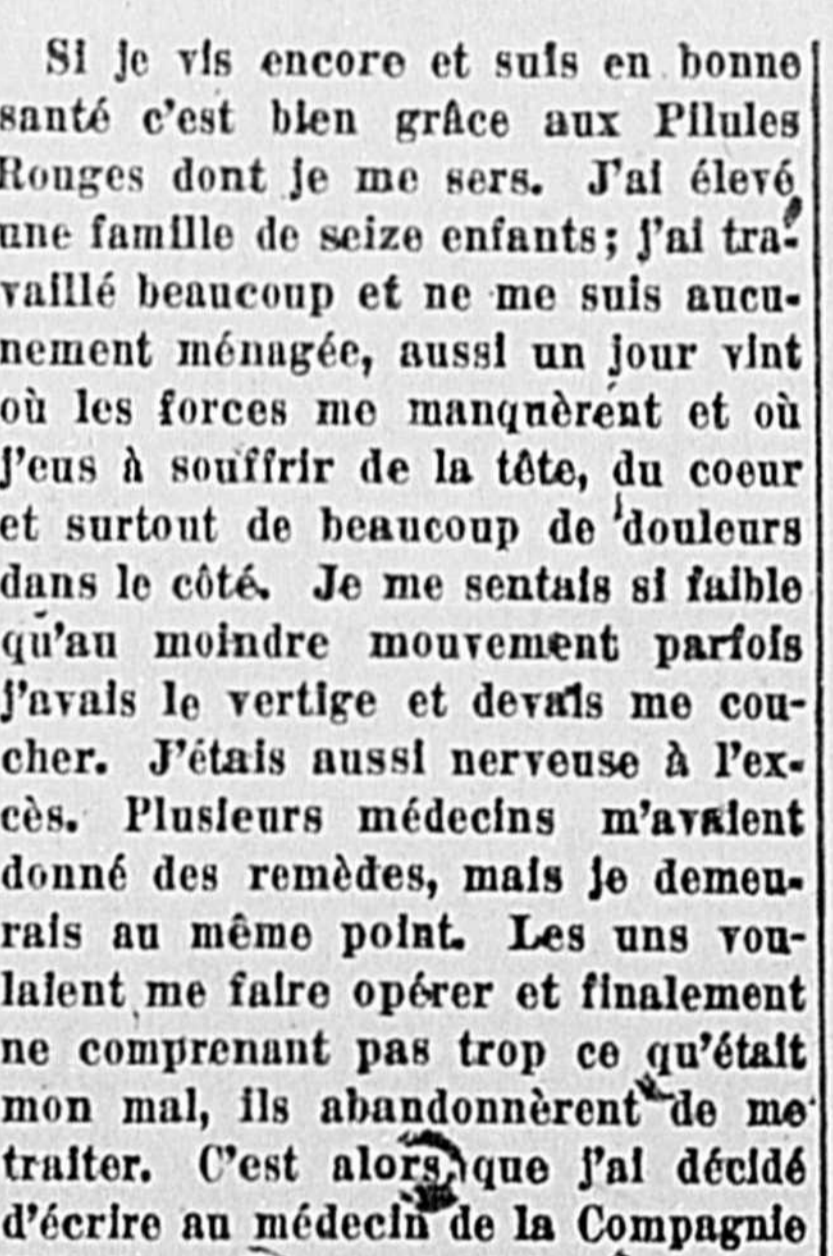 Si je vis encore et suis en bonne
santé c'est bien grâce aux Pilules
Rouges dont je me sers. J'ai élevé
une famille de seize enfants; j'ai tra-
vaillé beaucoup et ne me suis aucu-
nement ménagée, aussi un jour vint
où les forces me manquèrent et où
j'eus à souffrir de la tête, du coeur
et surtout de beaucoup de douleurs
dans le côté. Je me sentais si faible
qu'au moindre mouvement parfois
j'avais le vertige et devais me cou-
cher. J'étais aussi nerveuse à l'ex-
cès. Plusieurs médecins m'avaient
donné des remèdes, mais je demeu-
rais au même point. Les uns vou-
laient me faire opérer et finalement
ne comprenant pas trop ce qu'était
mon mal, ils abandonnèrent de me
traiter. C'est alors que j'ai décidé
d'écrire au médecin de la Compagnie